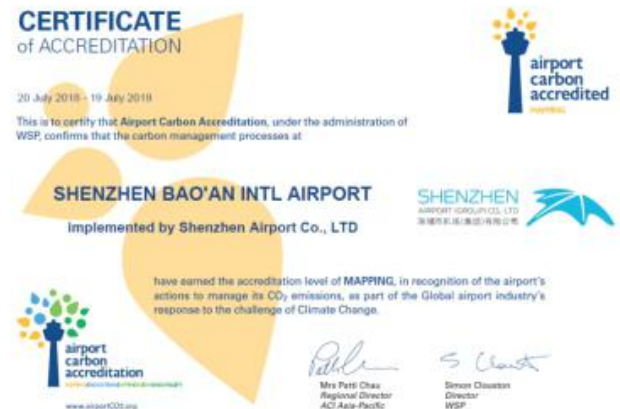 CERTIFICATE
of ACCREDITATION
airport
carbon
accredited
MAPPING
20 July 2018 - 19 July 2019
This is to certify that Airport Carbon Accreditation, under the administration of
WSP, confirms that the carbon management processes at
SHENZHEN BAO'AN INTL AIRPORT
implemented by Shenzhen Airport Co., LTD
SHENZHEN
AIRPORT (GROUP) CO., LTD
深圳市机场(集团)有限公司
have earned the accreditation level of MAPPING, in recognition of the airport's
actions to manage its CO₂ emissions, as part of the Global airport industry's
response to the challenge of Climate Change.
airport
carbon
accreditation
www.airportCO2.org
Mrs Patti Chau
Regional Director
ACI Asia-Pacific
Simon Clouston
Director
WSP